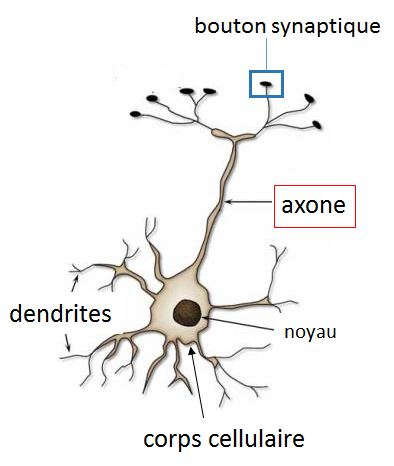 bouton synaptique
axone
dendrites
noyau
corps cellulaire